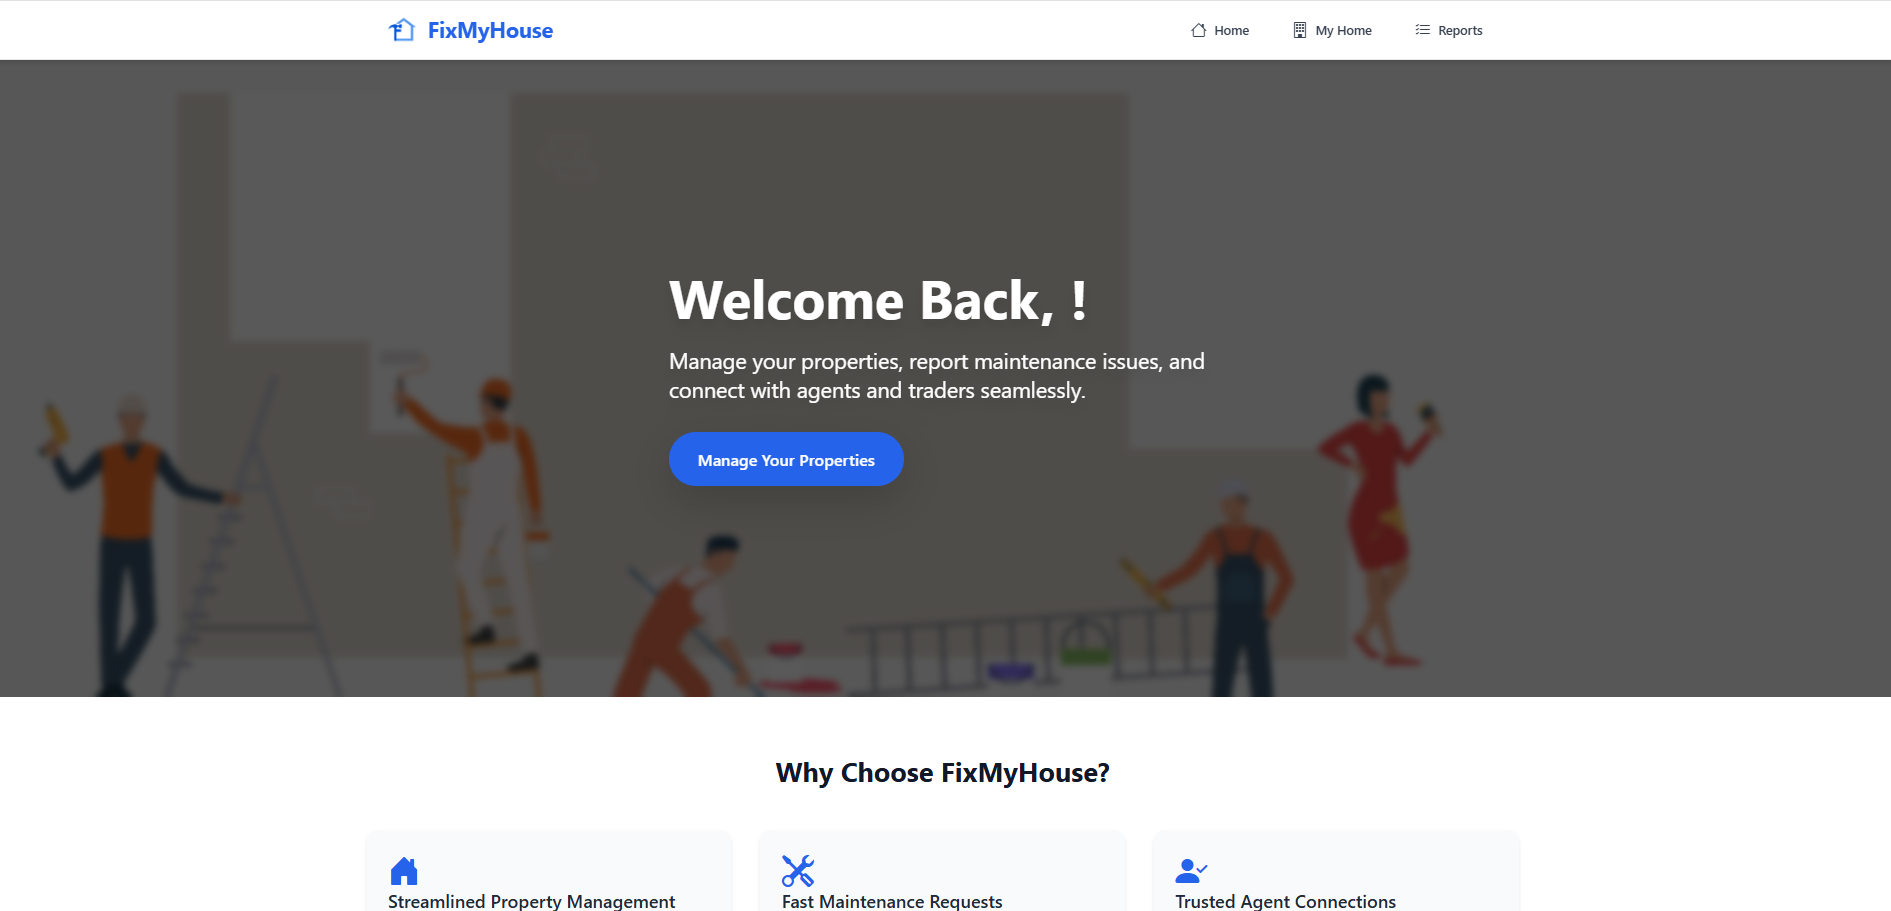 FixMyHouse
Home
My Home
Reports
Welcome Back, !
Manage your properties, report maintenance issues, and
connect with agents and traders seamlessly.
Manage Your Properties
Why Choose FixMyHouse?
Streamlined Property Management
Fast Maintenance Requests
Trusted Agent Connections